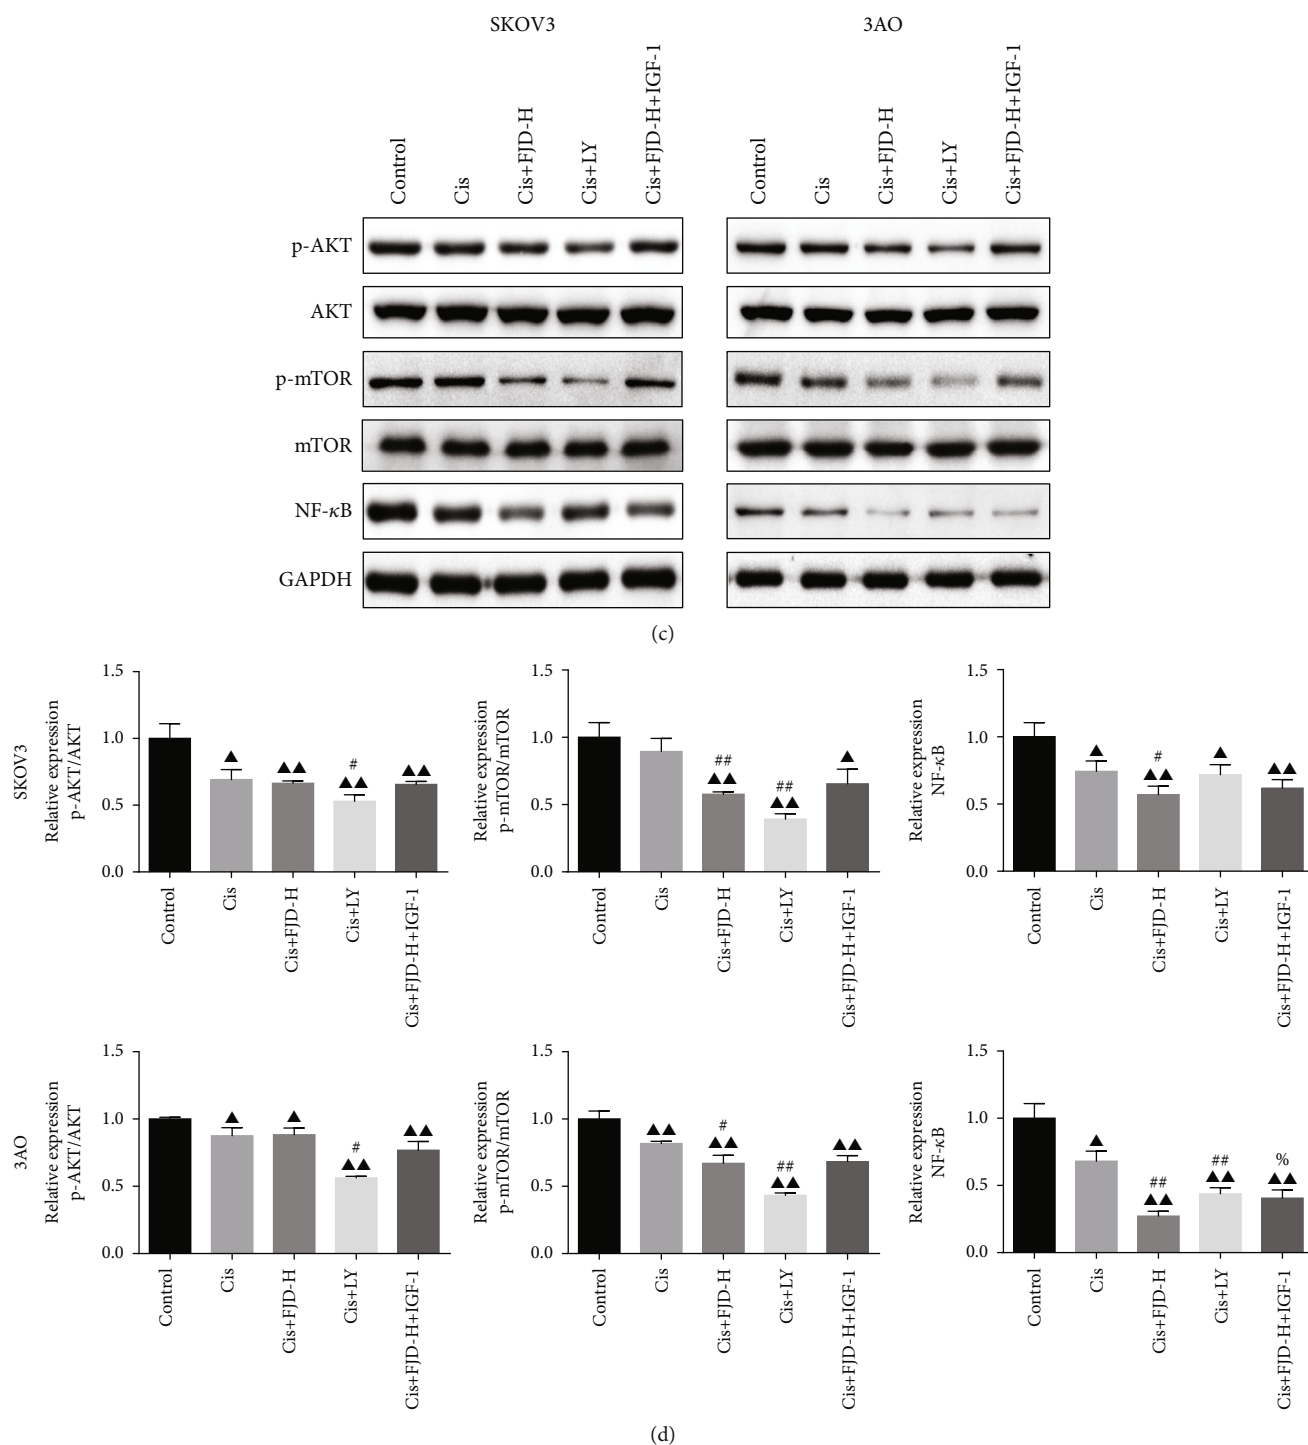 SKOV3
3AO
Control
Cis
Cis+FJD-H
Cis+LY
Cis+FJD-H+IGF-1
Control
Cis
Cis+FJD-H
Cis+LY
Cis+FJD-H+IGF-1
p-AKT
AKT
p-mTOR
mTOR
NF-κB
GAPDH
(c)
SKOV3
Relative expression
p-AKT/AKT
1.5
1.0
0.5
0.0
▲
▲▲
#
▲▲
▲▲
Control
Cis
Cis+FJD-H
Cis+LY
Cis+FJD-H+IGF-1
Relative expression
p-mTOR/mTOR
1.5
1.0
0.5
0.0
##
▲▲
##
▲▲
▲
Control
Cis
Cis+FJD-H
Cis+LY
Cis+FJD-H+IGF-1
Relative expression
NF-κB
1.5
1.0
0.5
0.0
▲
#
▲▲
▲
▲▲
Control
Cis
Cis+FJD-H
Cis+LY
Cis+FJD-H+IGF-1
3AO
Relative expression
p-AKT/AKT
1.5
1.0
0.5
0.0
▲
▲
#
▲▲
▲▲
Control
Cis
Cis+FJD-H
Cis+LY
Cis+FJD-H+IGF-1
Relative expression
p-mTOR/mTOR
1.5
1.0
0.5
0.0
▲▲
#
▲▲
##
▲▲
▲▲
Control
Cis
Cis+FJD-H
Cis+LY
Cis+FJD-H+IGF-1
Relative expression
NF-κB
1.5
1.0
0.5
0.0
▲
##
▲▲
##
▲▲
%
▲▲
Control
Cis
Cis+FJD-H
Cis+LY
Cis+FJD-H+IGF-1
(d)